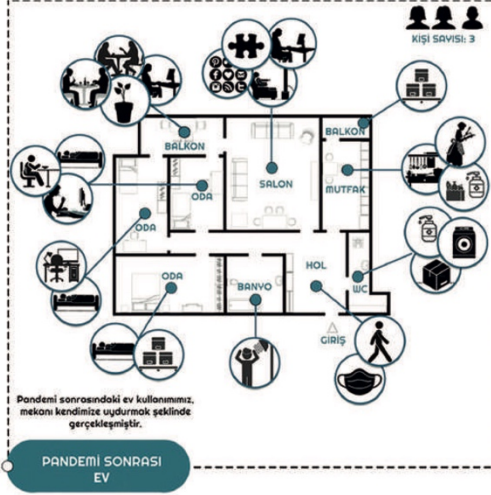 KİŞİ SAYISI: 3
BALKON
BALKON
SALON
MUTFAK
ODA
ODA
ODA
BANYO
HOL
WC
GİRİŞ
Pandemi sonrasındaki ev kullanımımız,
mekanı kendimize uydurmak şeklinde
gerçekleşmiştir.
PANDEMİ SONRASI
EV